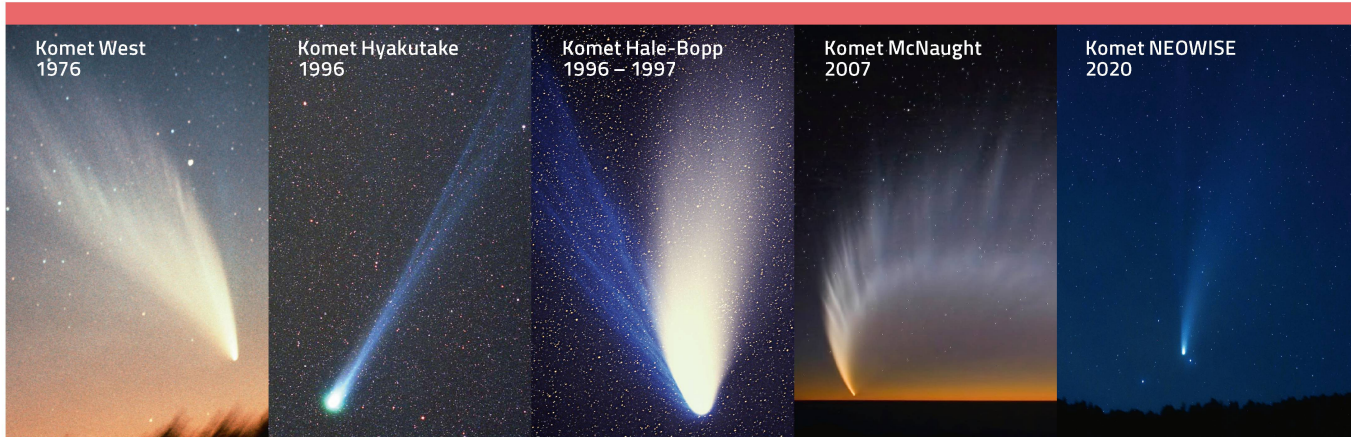 Komet West
1976
Komet Hyakutake
1996
Komet Hale-Bopp
1996 – 1997
Komet McNaught
2007
Komet NEOWISE
2020